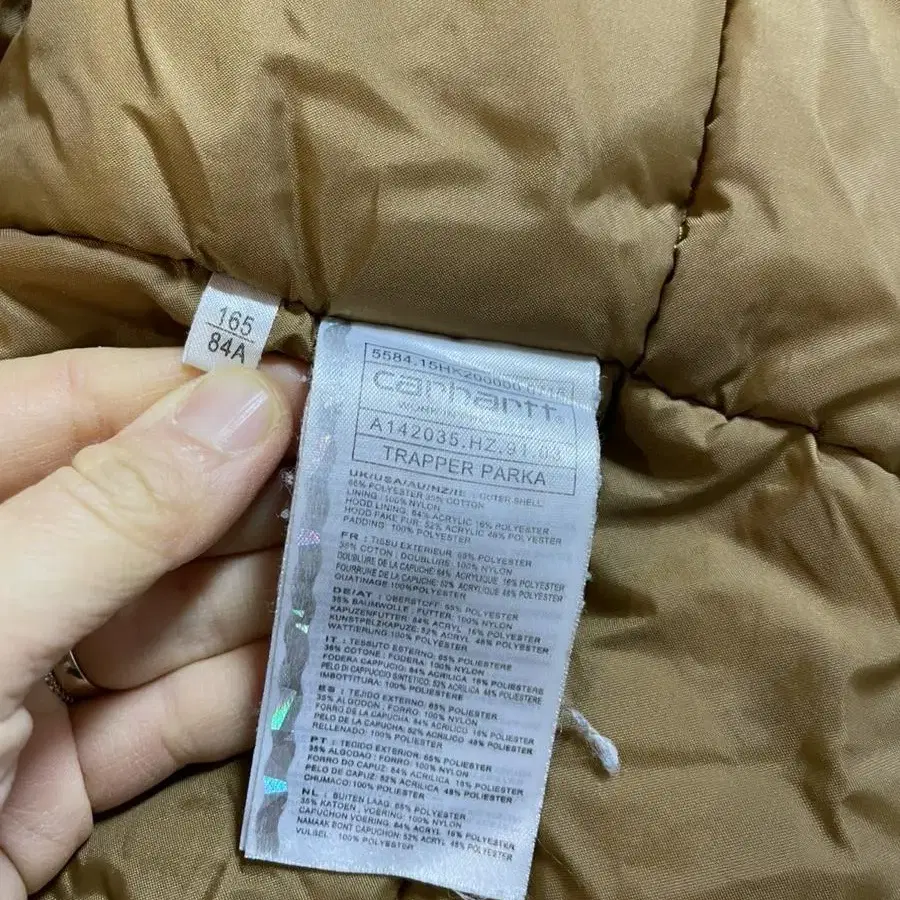 165
84A
carhartt
WORK IN PROGRESS
A142035.HZ.91.03
TRAPPER PARKA
UK/USA/AU/NZ/IE : OUTER SHELL
65% POLYESTER 35% COTTON
LINING : 100% NYLON
HOOD LINING: 84% ACRYLIC 16% POLYESTER
HOOD FAKE FUR: 52% ACRYLIC 48% POLYESTER
PADDING : 100% POLYESTER
FR : TISSU EXTERIEUR 65% POLYESTER
35% COTON : DOUBLURE: 100% NYLON
DOUBLURE DE LA CAPUCHE: 84% ACRYLIQUE 16% POLYESTER
FOURRURE DE LA CAPUCHE: 52% ACRYLIQUE 48% POLYESTER
OUATINAGE 100% POLYESTER
DE/AT : OBERSTOFF: 65% POLYESTER
35% BAUMWOLLE : FUTTER: 100% NYLON
KAPUZENFUTTER: 84% ACRYL 16% POLYESTER
KUNSTPELZKAPUZE: 52% ACRYL 48% POLYESTER
WATTIERUNG: 100% POLYESTER
IT : TESSUTO ESTERNO: 65% POLIESTERE
35% COTONE : FODERA: 100% NYLON
FODERA CAPPUCCIO: 84% ACRILICA 16% POLIESTERE
PELO DI CAPPUCCIO SINTETICO: 52% ACRILICA 48% POLIESTERE
IMBOTTITURA: 100% POLIESTERE
ES : TEJIDO EXTERNO: 65% POLIESTER
35% ALGODON : FORRO: 100% NYLON
FORRO DE LA CAPUCHA: 84% ACRILICO 16% POLIESTER
PELO DE LA CAPUCHA: 52% ACRILICO 48% POLIESTER
RELLENADO: 100% POLIESTER
PT : TECIDO EXTERIOR: 65% POLIESTER
35% ALGODAO : FORRO: 100% NYLON
FORRO DO CAPUZ: 84% ACRILICA 16% POLIESTER
PELO DE CAPUZ: 52% ACRILICA 48% POLIESTER
CHUMACO: 100% POLIESTER
NL : BUITEN LAAG: 65% POLYESTER
35% KATOEN : VOERING: 100% NYLON
CAPUCHON VOERING: 84% ACRYL 16% POLYESTER
NAMAAK BONT CAPUCHON: 52% ACRYL 48% POLYESTER
VULSEL: 100% POLYESTER